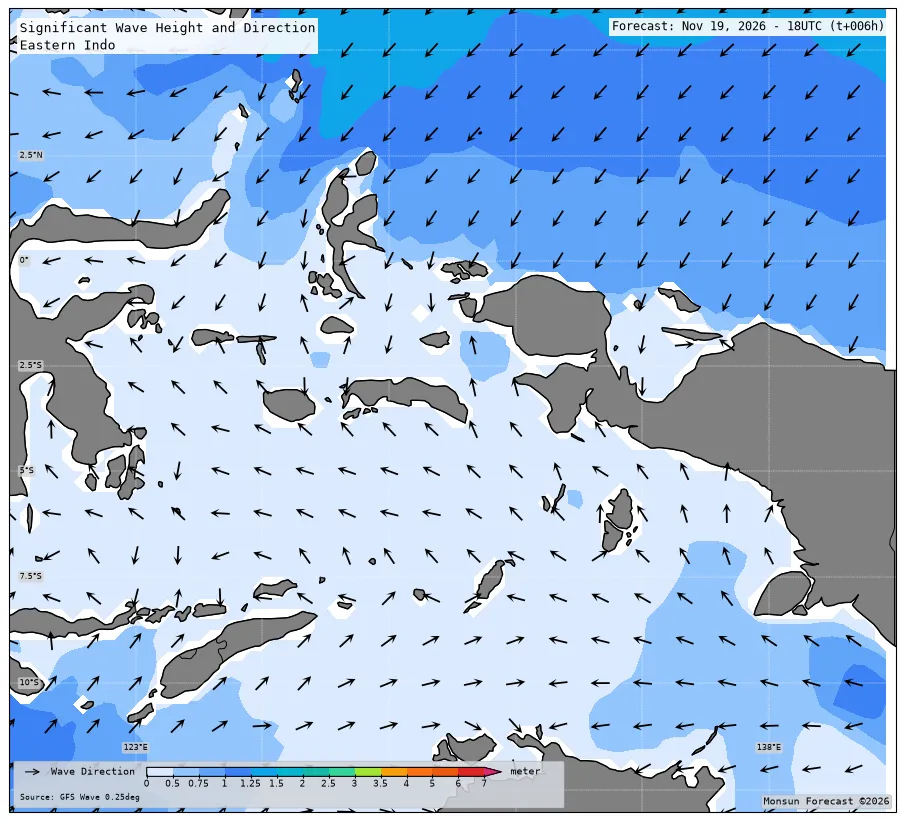 Significant Wave Height and Direction
Eastern Indo
Forecast: Nov 19, 2026 - 18UTC (t+006h)
2.5°N
0°
2.5°S
5°S
7.5°S
10°S
123°E
138°E
Wave Direction
meter
0 0.5 0.75 1 1.25 1.5 2 2.5 3 3.5 4 5 6 7
Source: GFS Wave 0.25deg
Monsun Forecast ©2026